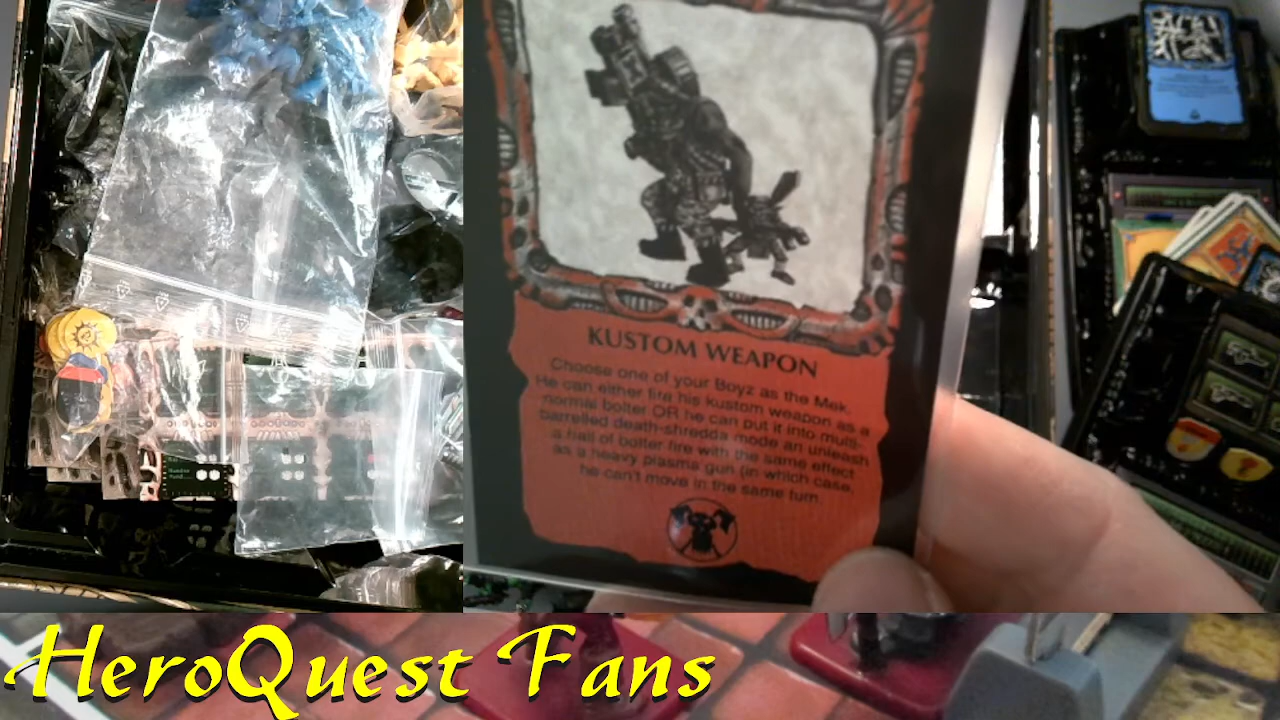 KUSTOM WEAPON
Choose one of your Boyz as the Mek.
He can either fire his kustom weapon as a
normal bolter OR he can put it into multi-
barrelled death-shredda mode an unleash
a hail of bolter fire with the same effect
as a heavy plasma gun (in which case,
he can't move in the same turn.
HeroQuest Fans